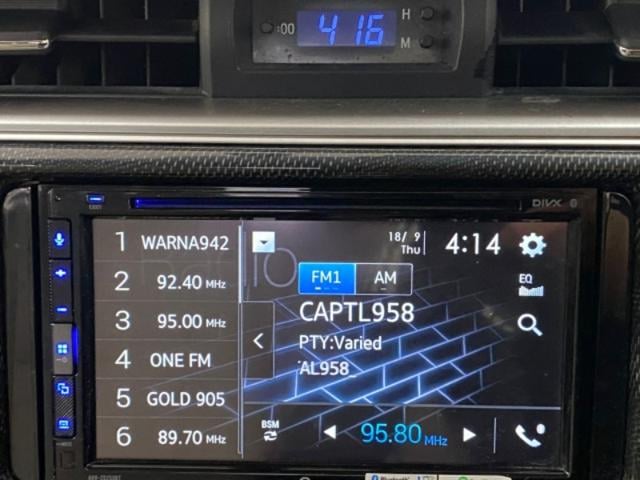 :00 4:16 H
M
DIVX
1 WARNA942
2 92.40 MHz
3 95.00 MHz
4 ONE FM
5 GOLD 905
6 89.70 MHz
18/ 9
Thu
4:14
FM1 AM
EQ
CAPTL958
PTY:Varied
AL958
BSM
95.80 MHz
Bluetooth